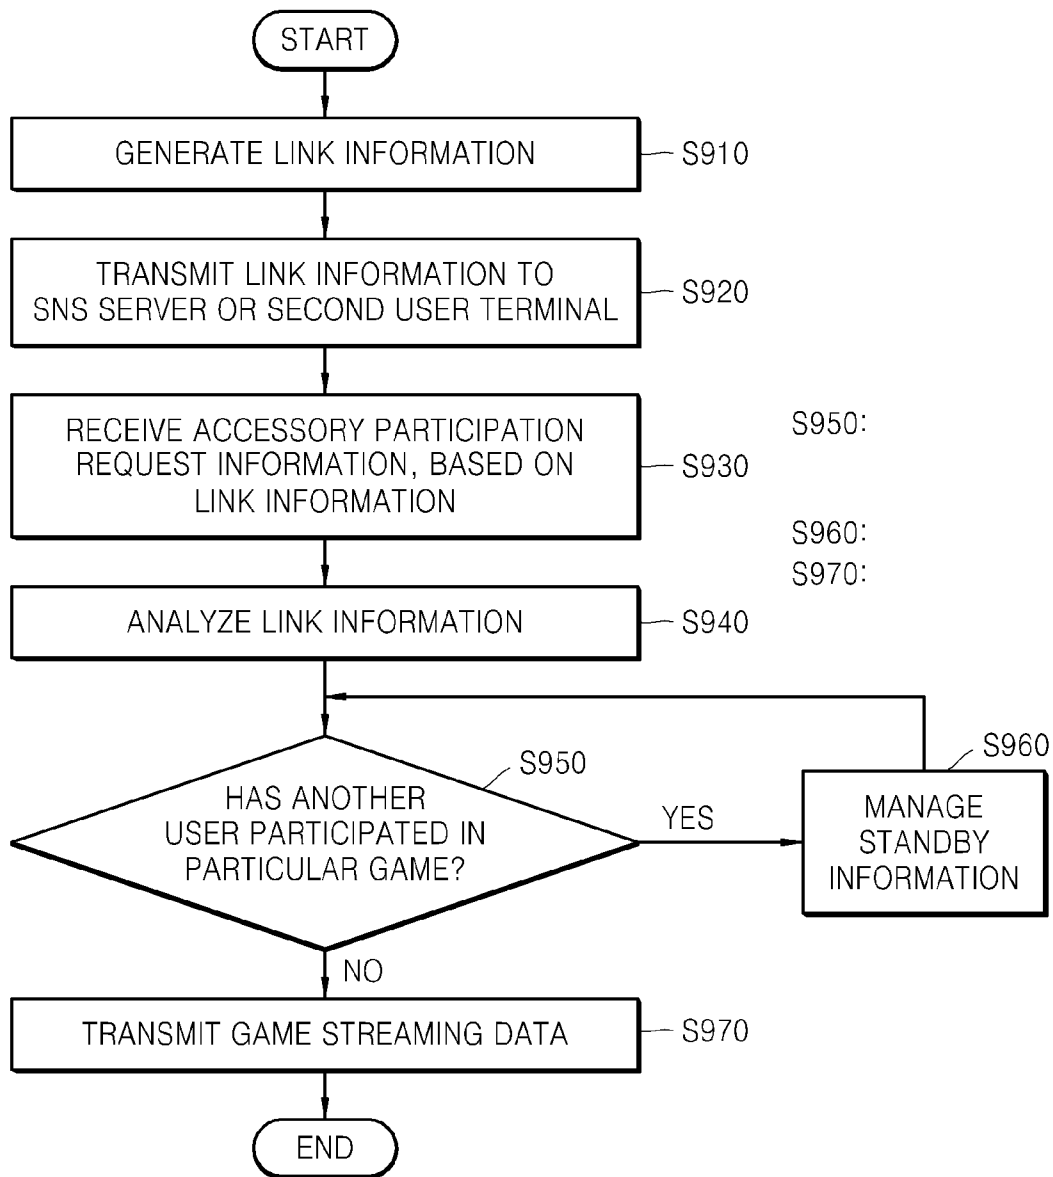 START
GENERATE LINK INFORMATION
S910
TRANSMIT LINK INFORMATION TO
SNS SERVER OR SECOND USER TERMINAL
S920
RECEIVE ACCESSORY PARTICIPATION
REQUEST INFORMATION, BASED ON
LINK INFORMATION
S930
S950:
S960:
S970:
ANALYZE LINK INFORMATION
S940
HAS ANOTHER
USER PARTICIPATED IN
PARTICULAR GAME?
S950
YES
S960
MANAGE
STANDBY
INFORMATION
NO
TRANSMIT GAME STREAMING DATA
S970
END